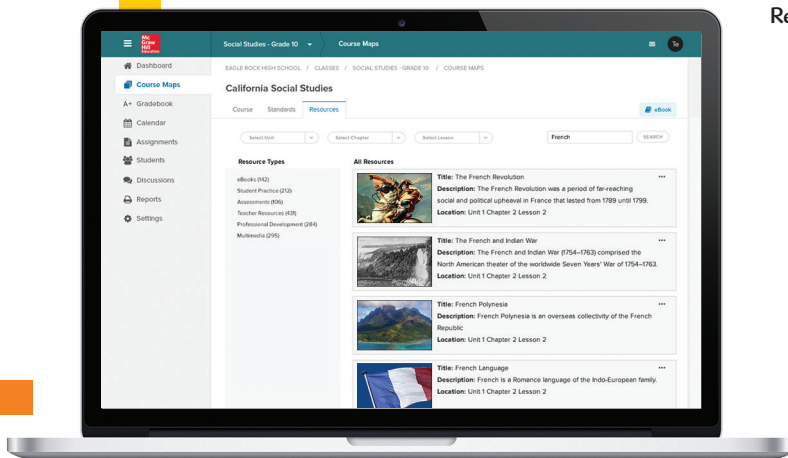 Re
Mc
Graw
Hill
Education
Social Studies - Grade 10
Course Maps
Te
Dashboard
Course Maps
A+ Gradebook
Calendar
Assignments
Students
Discussions
Reports
Settings
EAGLE ROCK HIGH SCHOOL / CLASSES / SOCIAL STUDIES -GRADE 10 / COURSE MAPS
California Social Studies
Course Standards Resources
eBook
Select Unit Select Chapter Select Lesson French SEARCH
Resource Types
eBooks (142)
Student Practice (212)
Assessments (106)
Teacher Resources (431)
Professional Development (284)
Multimedia (295)
All Resources
Title: The French Revolution
Description: The French Revolution was a period of far-reaching
social and political upheaval in France that lasted from 1789 until 1799.
Location: Unit 1 Chapter 2 Lesson 2
Title: The French and Indian War
Description: The French and Indian War (1754–1763) comprised the
North American theater of the worldwide Seven Years' War of 1754–1763.
Location: Unit 1 Chapter 2 Lesson 2
Title: French Polynesia
Description: French Polynesia is an overseas collectivity of the French
Republic
Location: Unit 1 Chapter 2 Lesson 2
Title: French Language
Description: French is a Romance language of the Indo-European family.
Location: Unit 1 Chapter 2 Lesson 2